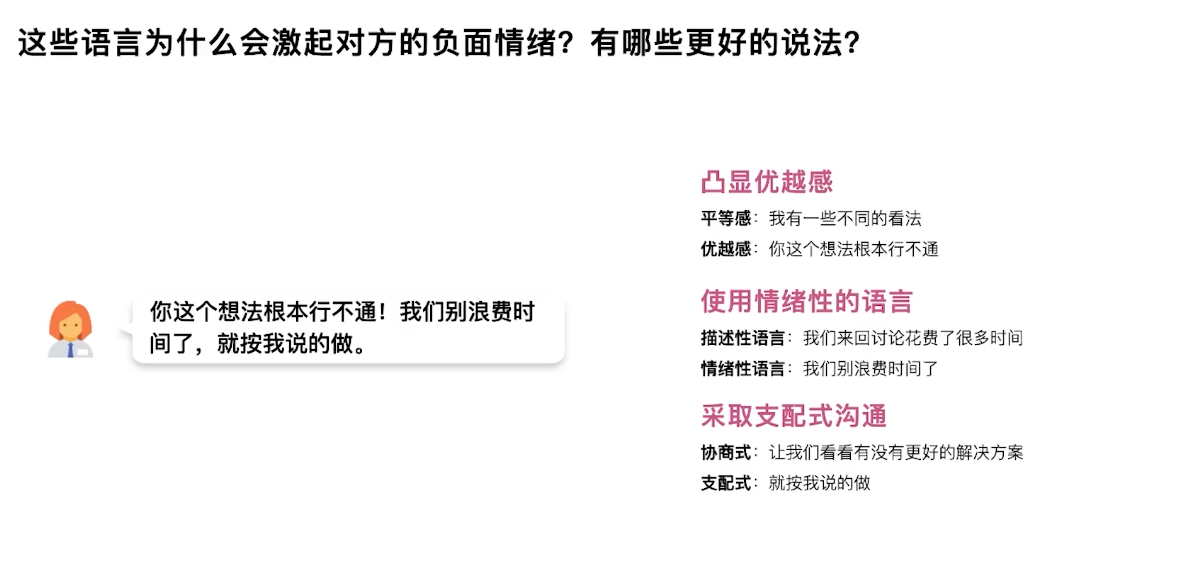 这些语言为什么会激起对方的负面情绪？有哪些更好的说法？
你这个想法根本行不通！我们别浪费时
间了，就按我说的做。
凸显优越感
平等感：我有一些不同的看法
优越感：你这个想法根本行不通
使用情绪性的语言
描述性语言：我们来回讨论花费了很多时间
情绪性语言：我们别浪费时间了
采取支配式沟通
协商式：让我们看看有没有更好的解决方案
支配式：就按我说的做